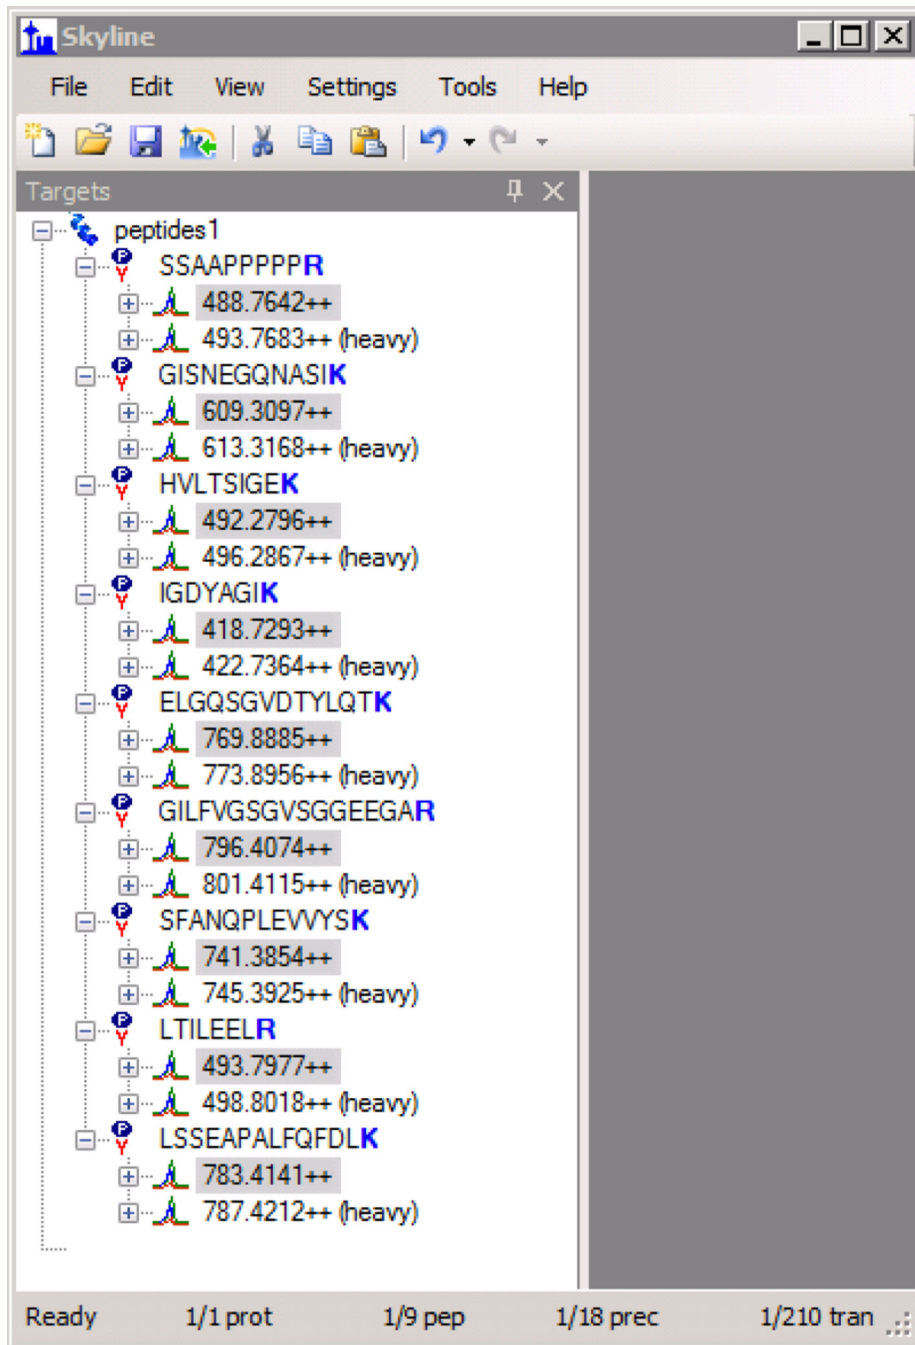 Skyline
File Edit View Settings Tools Help
Targets
peptides1
SSAAPPPPPR
488.7642++
493.7683++ (heavy)
GISNEGQNASIK
609.3097++
613.3168++ (heavy)
HVLTSIGEK
492.2796++
496.2867++ (heavy)
IGDYAGIK
418.7293++
422.7364++ (heavy)
ELGQSGVDTYLQTK
769.8885++
773.8956++ (heavy)
GILFVGSGVSGGEEGAR
796.4074++
801.4115++ (heavy)
SFANQPLEVVYSK
741.3854++
745.3925++ (heavy)
LTILEELR
493.7977++
498.8018++ (heavy)
LSSEAPALFQFDLK
783.4141++
787.4212++ (heavy)
Ready 1/1 prot 1/9 pep 1/18 prec 1/210 tran